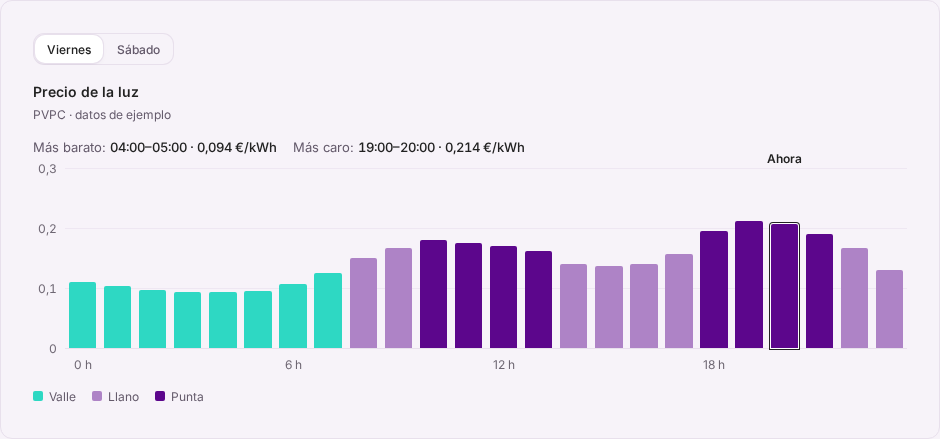 Viernes Sábado
Precio de la luz
PVPC · datos de ejemplo
Más barato: 04:00–05:00 · 0,094 €/kWh Más caro: 19:00–20:00 · 0,214 €/kWh
Ahora
0,3
0,2
0,1
0
0 h 6 h 12 h 18 h
Valle Llano Punta